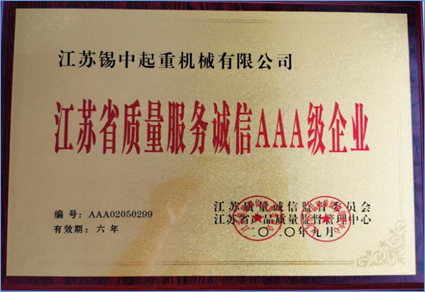 江苏锡中起重机械有限公司
江苏省质量服务诚信AAA级企业
江苏质量诚信监督委员会
江苏省产品质量监督管理中心
编号：AAA02050299
有效期：六年
二〇一〇年九月